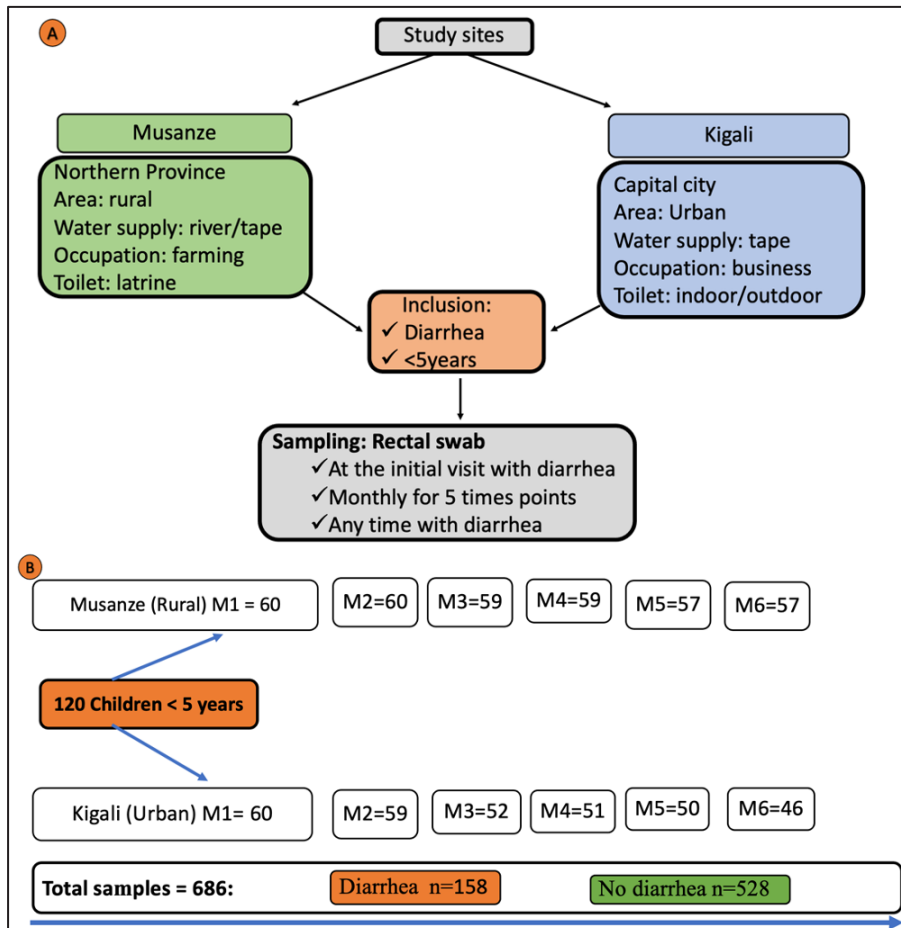 A
Study sites
Musanze
Northern Province
Area: rural
Water supply: river/tape
Occupation: farming
Toilet: latrine
Kigali
Capital city
Area: Urban
Water supply: tape
Occupation: business
Toilet: indoor/outdoor
Inclusion:
✓ Diarrhea
✓ <5years
Sampling: Rectal swab
✓At the initial visit with diarrhea
✓Monthly for 5 times points
✓Any time with diarrhea
B
Musanze (Rural) M1 = 60
M2=60
M3=59
M4=59
M5=57
M6=57
120 Children < 5 years
Kigali (Urban) M1= 60
M2=59
M3=52
M4=51
M5=50
M6=46
Total samples = 686:
Diarrhea n=158
No diarrhea n=528